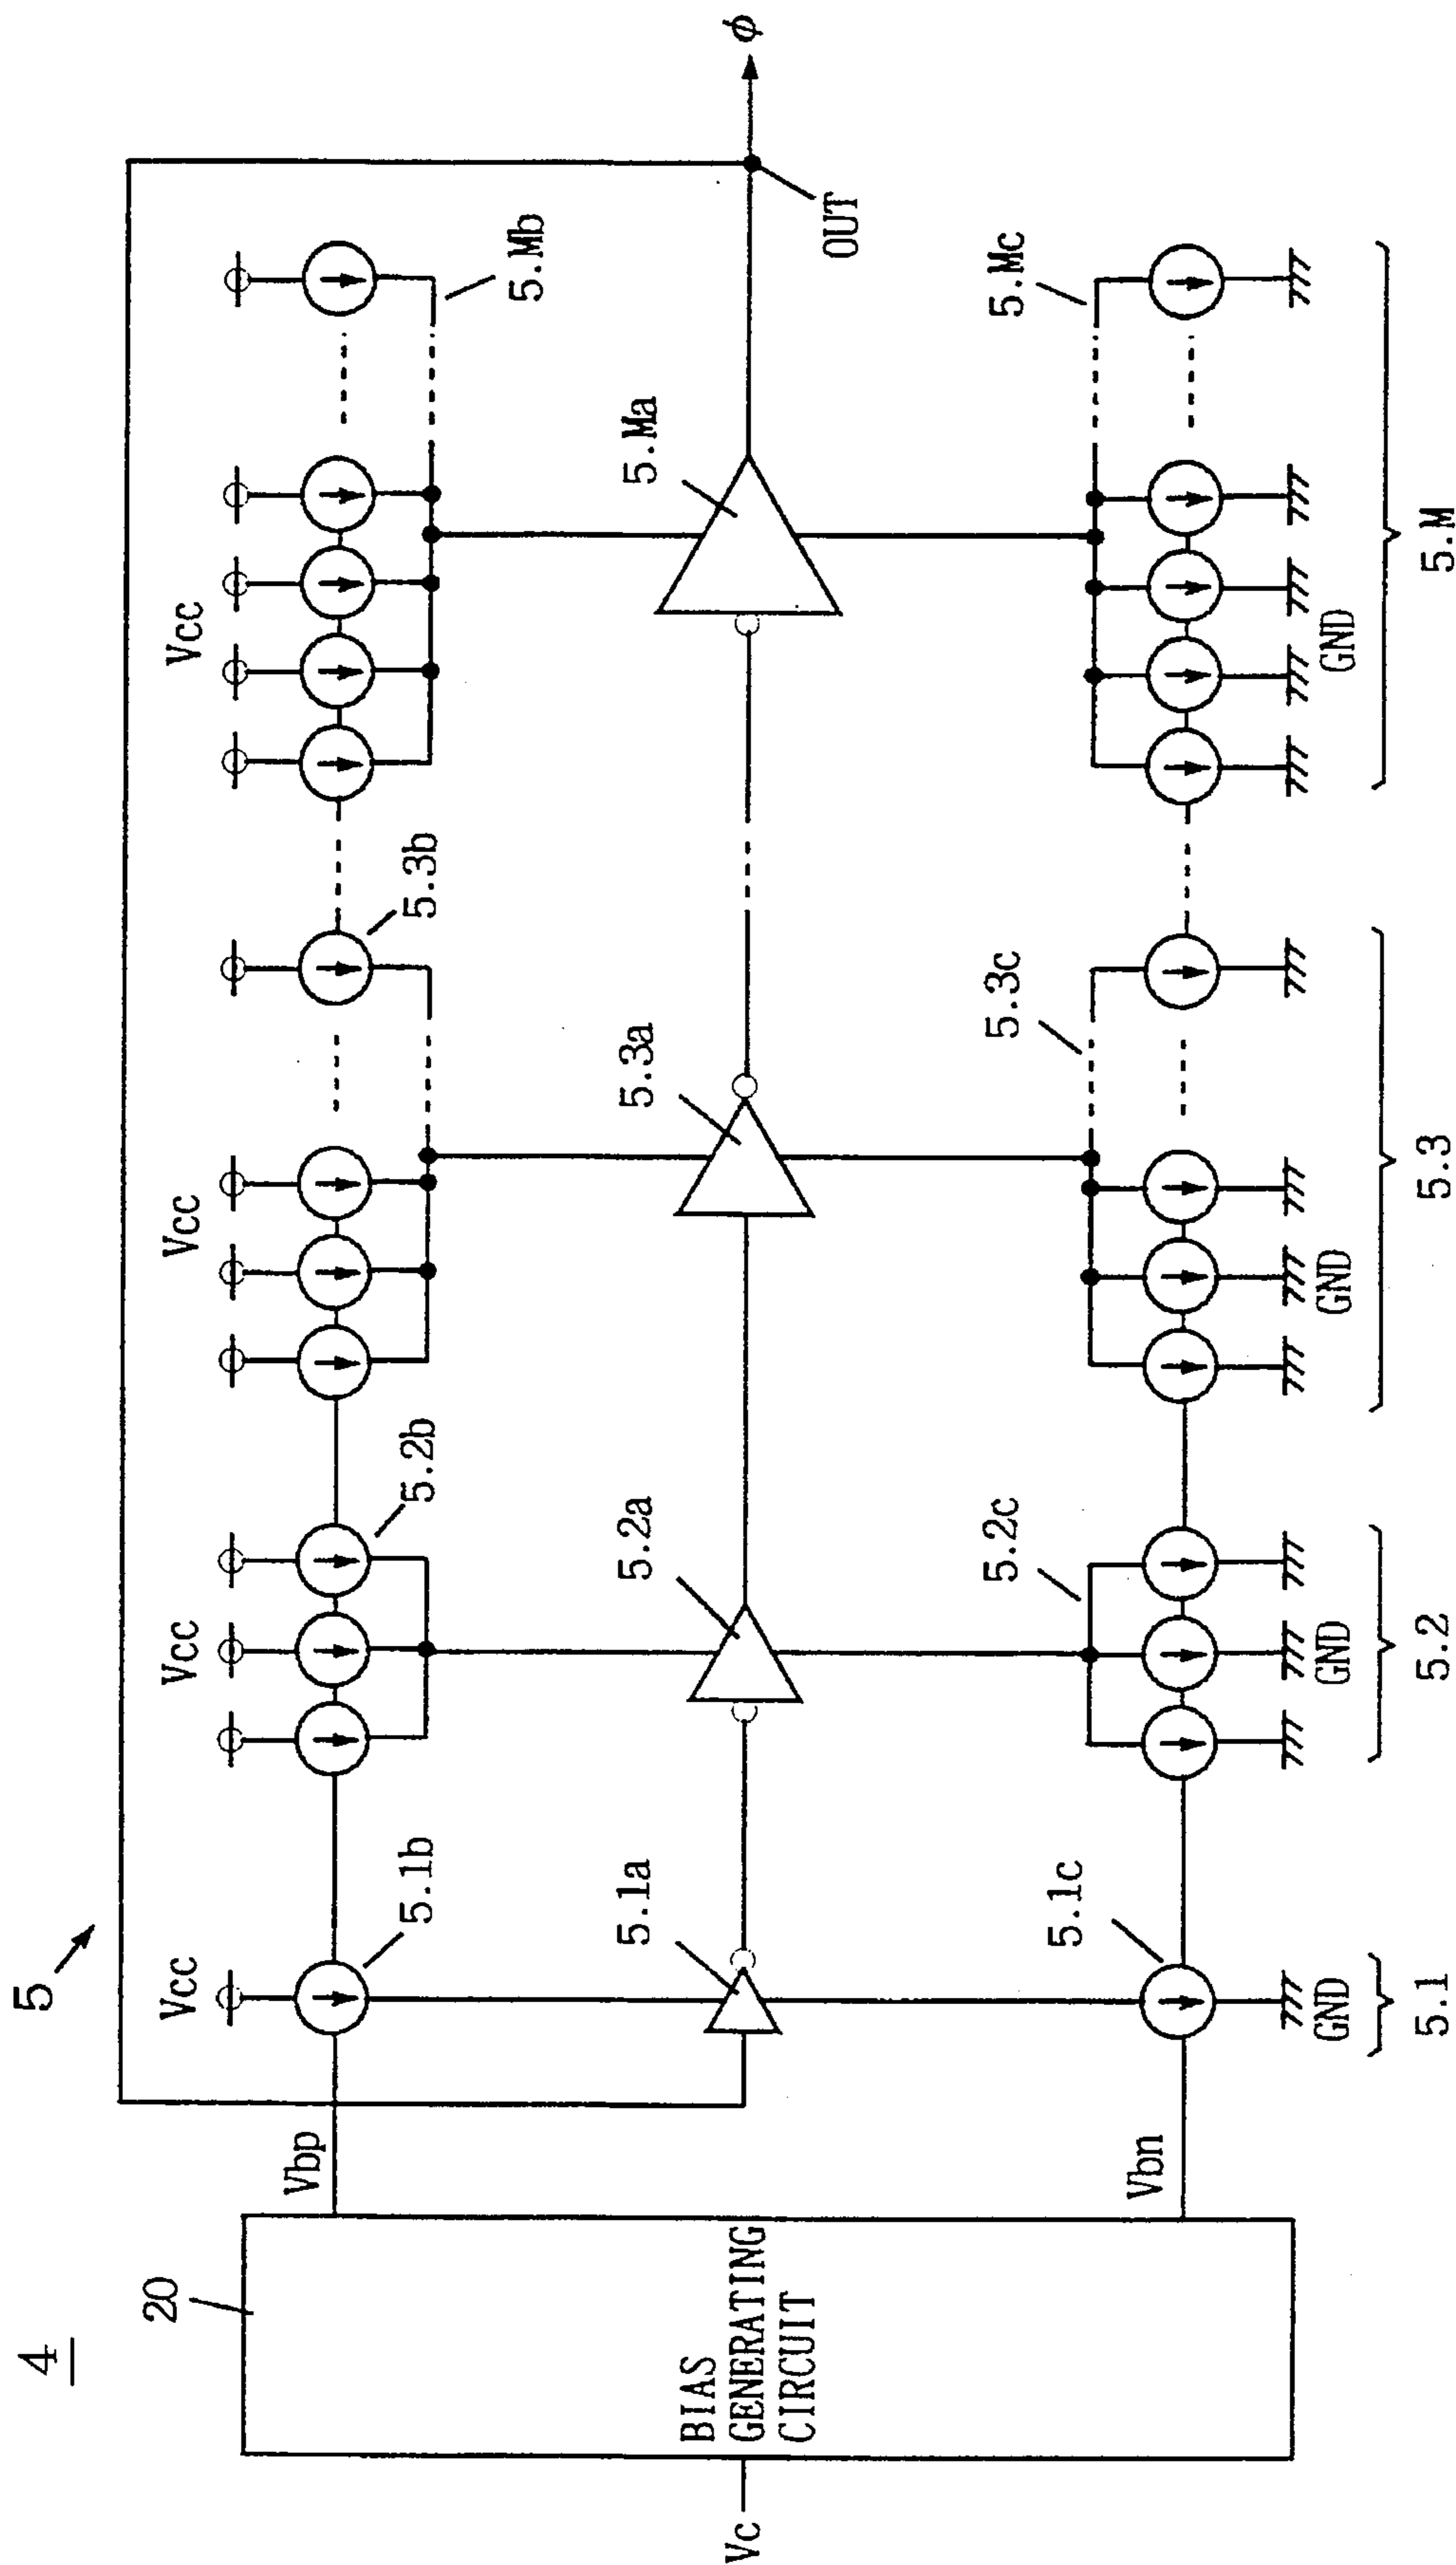 4
5
20
BIAS
GENERATING
CIRCUIT
Vc
Vbp
Vbn
Vcc
Vcc
Vcc
Vcc
5.1b
5.2b
5.3b
5.Mb
5.1a
5.2a
5.3a
5.Ma
OUT
ϕ
5.1c
5.2c
5.3c
5.Mc
GND
GND
GND
GND
5.1
5.2
5.3
5.M